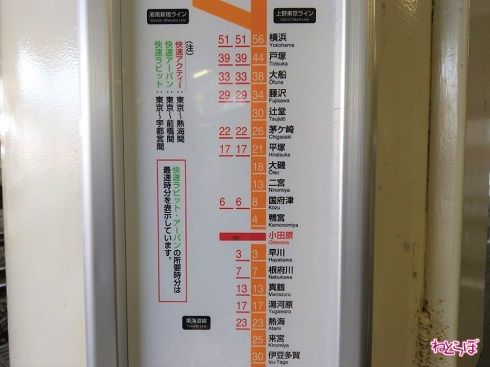 湘南新宿ライン
Shonan-Shinjuku Line
上野東京ライン
Ueno-Tokyo Line
(注)
快速アクティー:東京〜熱海間
快速アーバン:東京〜前橋間
快速ラビット:東京〜宇都宮間
快速ラビット・アーバンの所要時分は
最速時分を表示しています。
51 51 56 横浜
Yokohama
39 39 44 戸塚
Totsuka
33 33 38 大船
Ofuna
29 29 34 藤沢
Fujisawa
30 辻堂
Tsujido
22 22 26 茅ケ崎
Chigasaki
17 17 21 平塚
Hiratsuka
18 大磯
Oiso
13 二宮
Ninomiya
6 6 8 国府津
Kozu
4 鴨宮
Kamonomiya
小田原
Odawara
3 3 早川
Hayakawa
7 7 根府川
Nebukawa
13 13 真鶴
Manazuru
17 17 湯河原
Yugawara
23 23 熱海
Atami
25 来宮
Kinomiya
30 伊豆多賀
Izu-Taga
東海道線
Tokaido Line
ねとらぼ